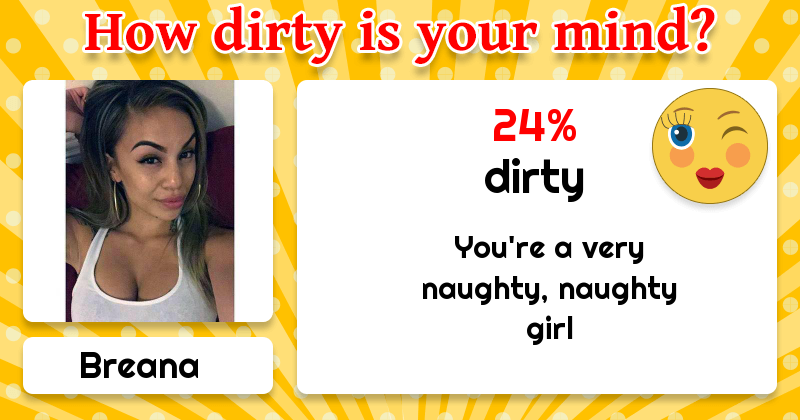 How dirty is your mind?
24%
dirty
You're a very
naughty, naughty
girl
Breana